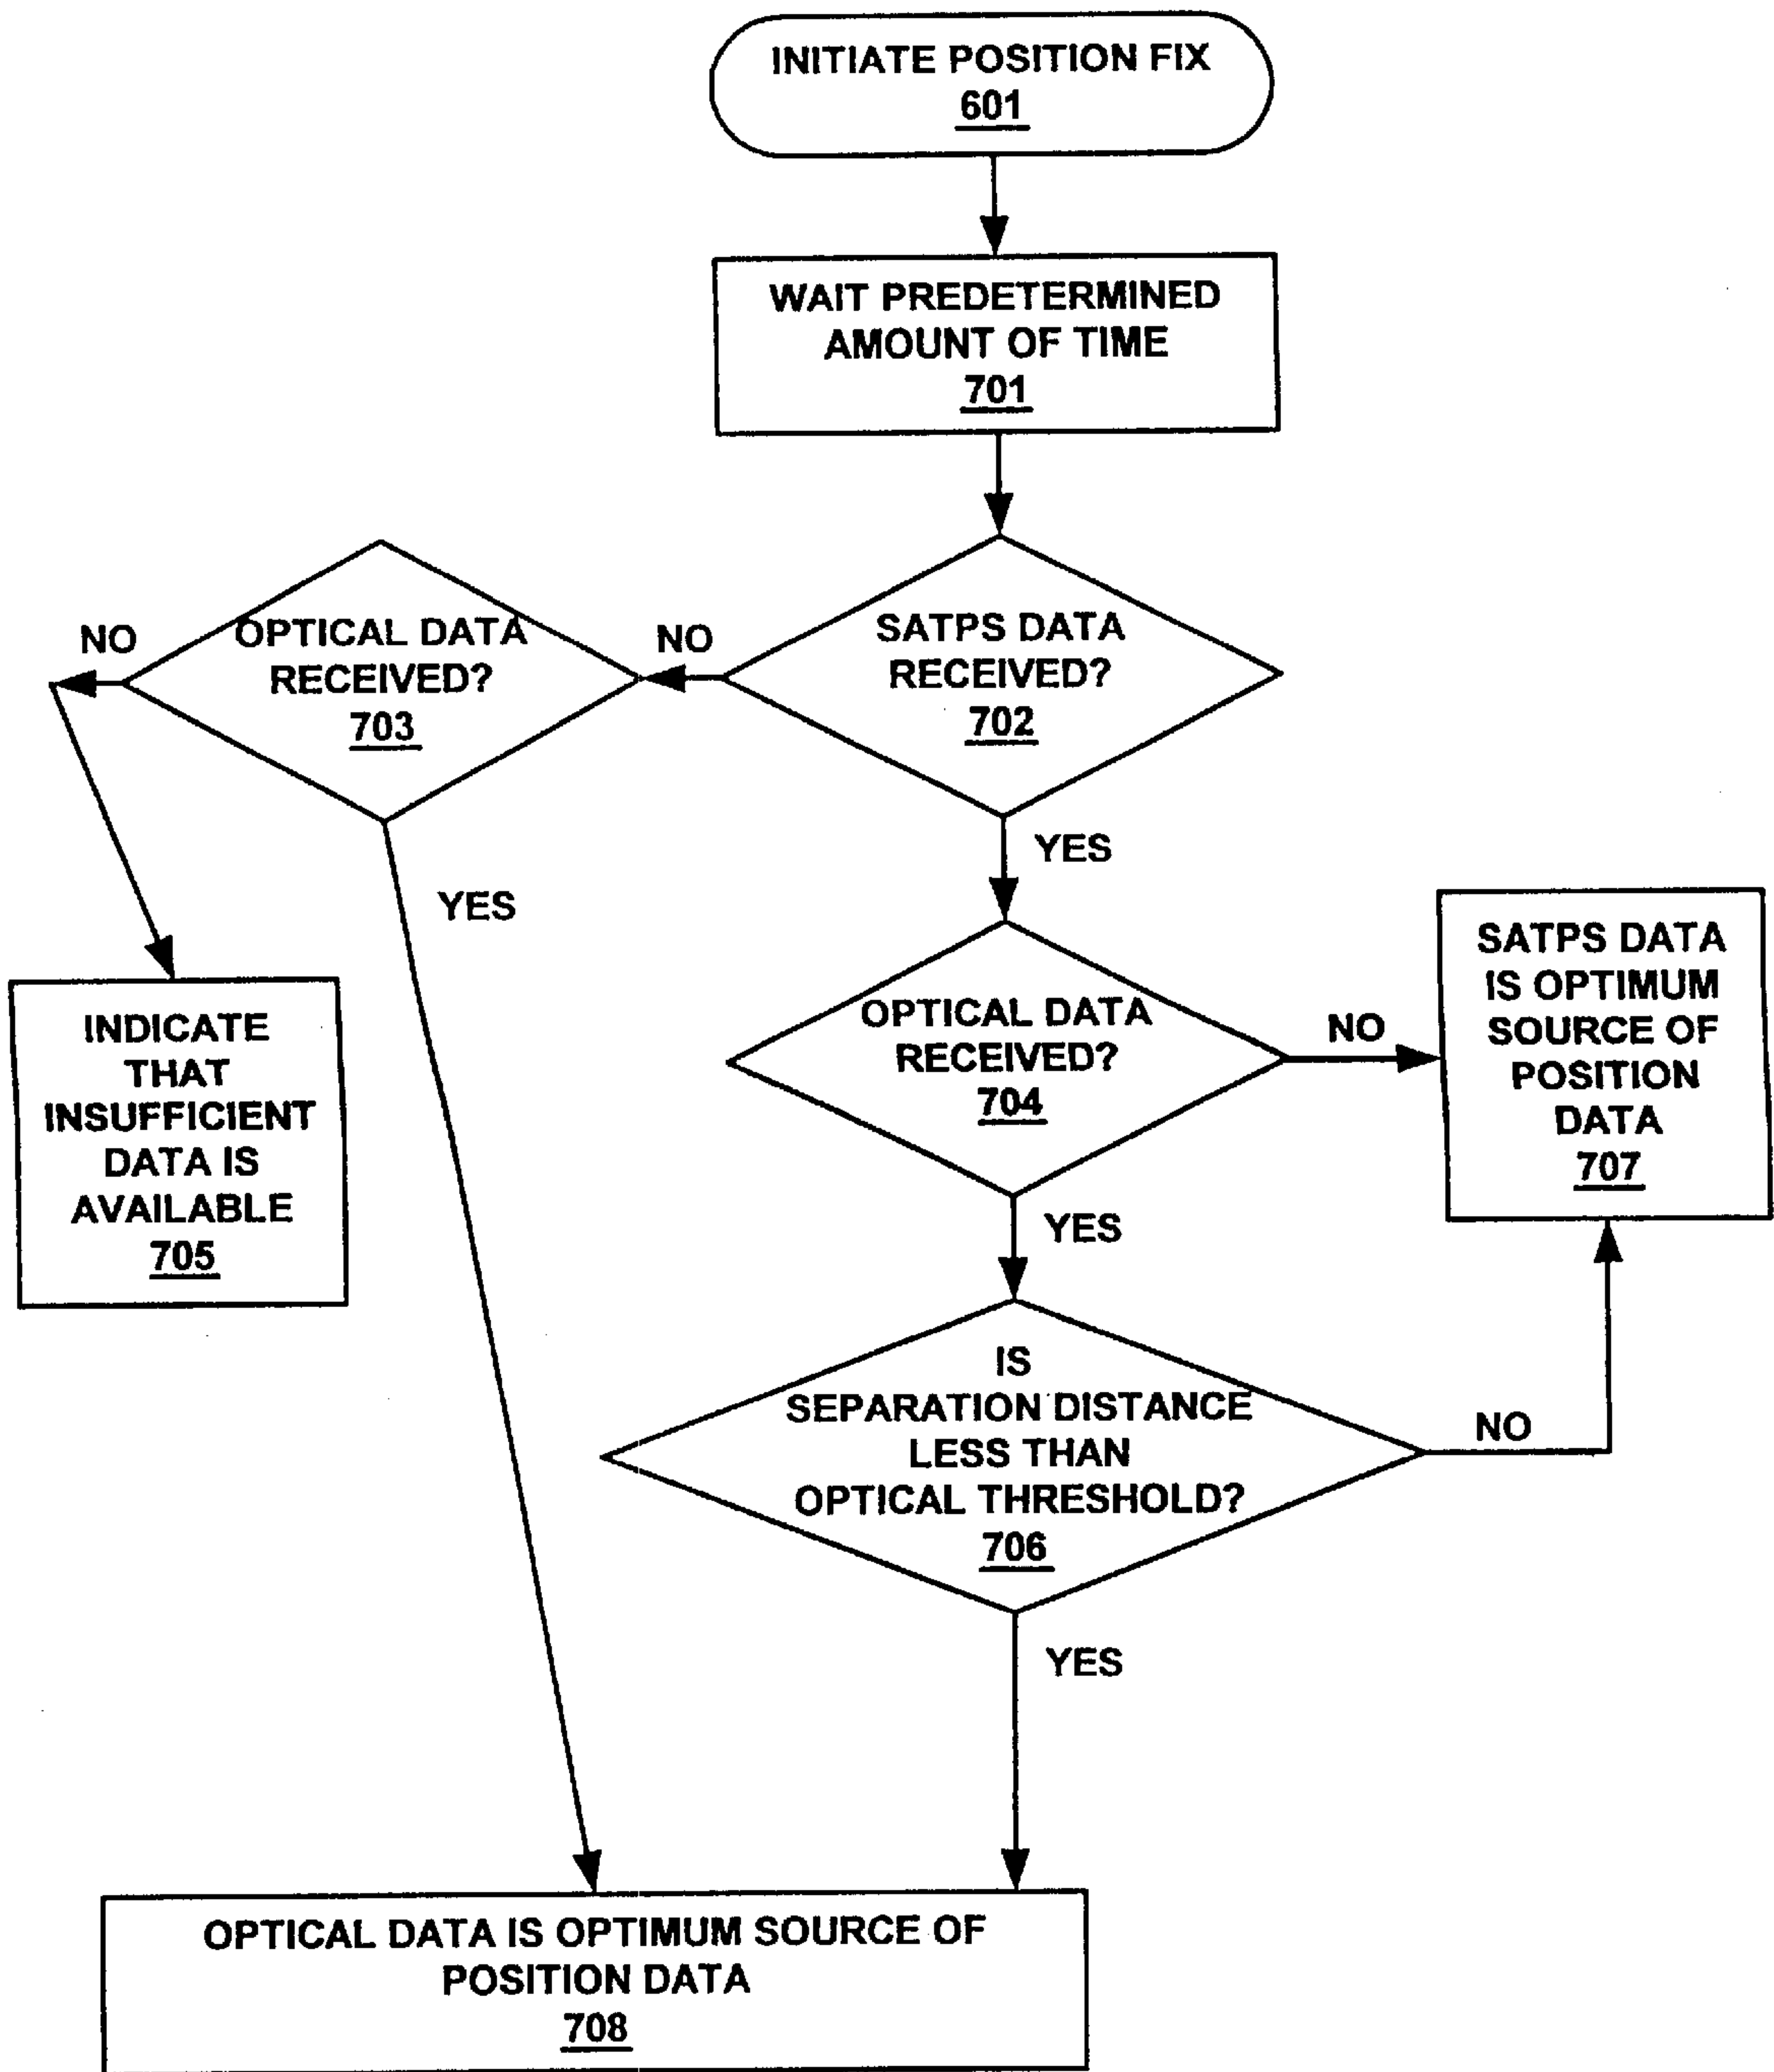 INITIATE POSITION FIX
601
WAIT PREDETERMINED
AMOUNT OF TIME
701
SATPS DATA
RECEIVED?
702
NO
OPTICAL DATA
RECEIVED?
703
NO
YES
YES
INDICATE
THAT
INSUFFICIENT
DATA IS
AVAILABLE
705
OPTICAL DATA
RECEIVED?
704
NO
SATPS DATA
IS OPTIMUM
SOURCE OF
POSITION
DATA
707
YES
IS
SEPARATION DISTANCE
LESS THAN
OPTICAL THRESHOLD?
706
NO
YES
OPTICAL DATA IS OPTIMUM SOURCE OF
POSITION DATA
708